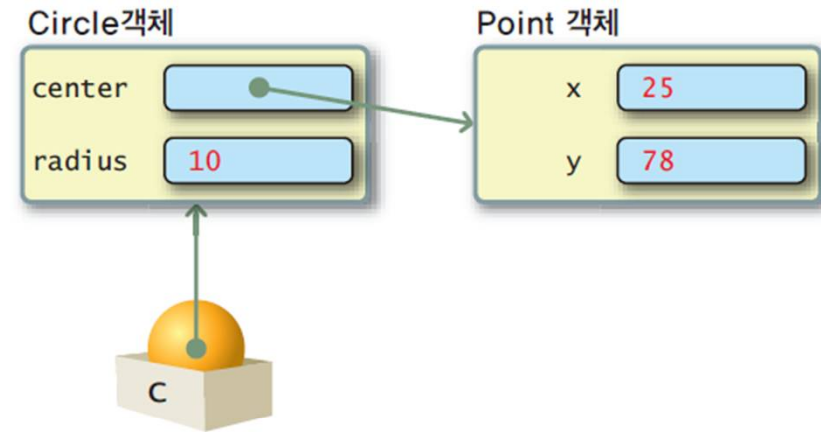 Circle객체
center
radius 10
C
Point 객체
x 25
y 78